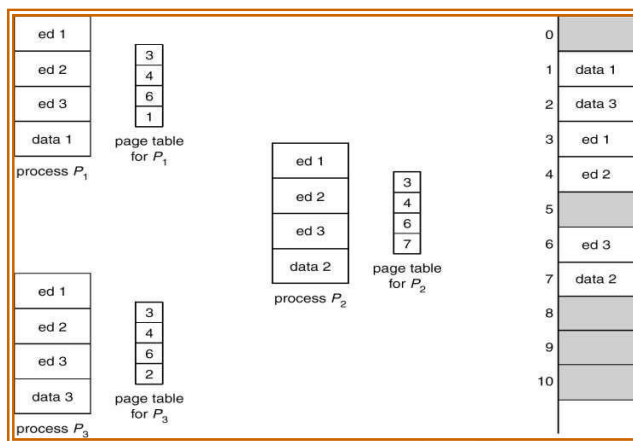 ed 1
ed 2
ed 3
data 1
process P1
3
4
6
1
page table
for P1
ed 1
ed 2
ed 3
data 2
process P2
3
4
6
7
page table
for P2
ed 1
ed 2
ed 3
data 3
process P3
3
4
6
2
page table
for P3
0
1 data 1
2 data 3
3 ed 1
4 ed 2
5
6 ed 3
7 data 2
8
9
10